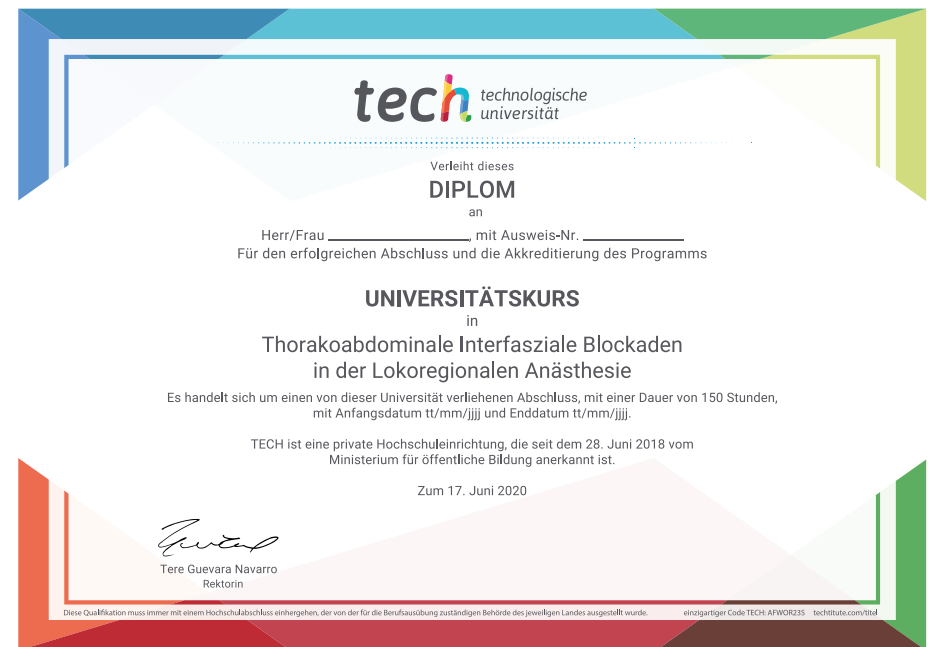 tech technologische
universität
Verleiht dieses
DIPLOM
an
Herr/Frau ____________________, mit Ausweis-Nr. ______________
Für den erfolgreichen Abschluss und die Akkreditierung des Programms
UNIVERSITÄTSKURS
in
Thorakoabdominale Interfasziale Blockaden
in der Lokoregionalen Anästhesie
Es handelt sich um einen von dieser Universität verliehenen Abschluss, mit einer Dauer von 150 Stunden,
mit Anfangsdatum tt/mm/jjjj und Enddatum tt/mm/jjjj.
TECH ist eine private Hochschuleinrichtung, die seit dem 28. Juni 2018 vom
Ministerium für öffentliche Bildung anerkannt ist.
Zum 17. Juni 2020
Tere Guevara Navarro
Rektorin
Diese Qualifikation muss immer mit einem Hochschulabschluss einhergehen, der von der für die Berufsausübung zuständigen Behörde des jeweiligen Landes ausgestellt wurde. einzigartiger Code TECH: AFWOR23S techtitute.com/titel